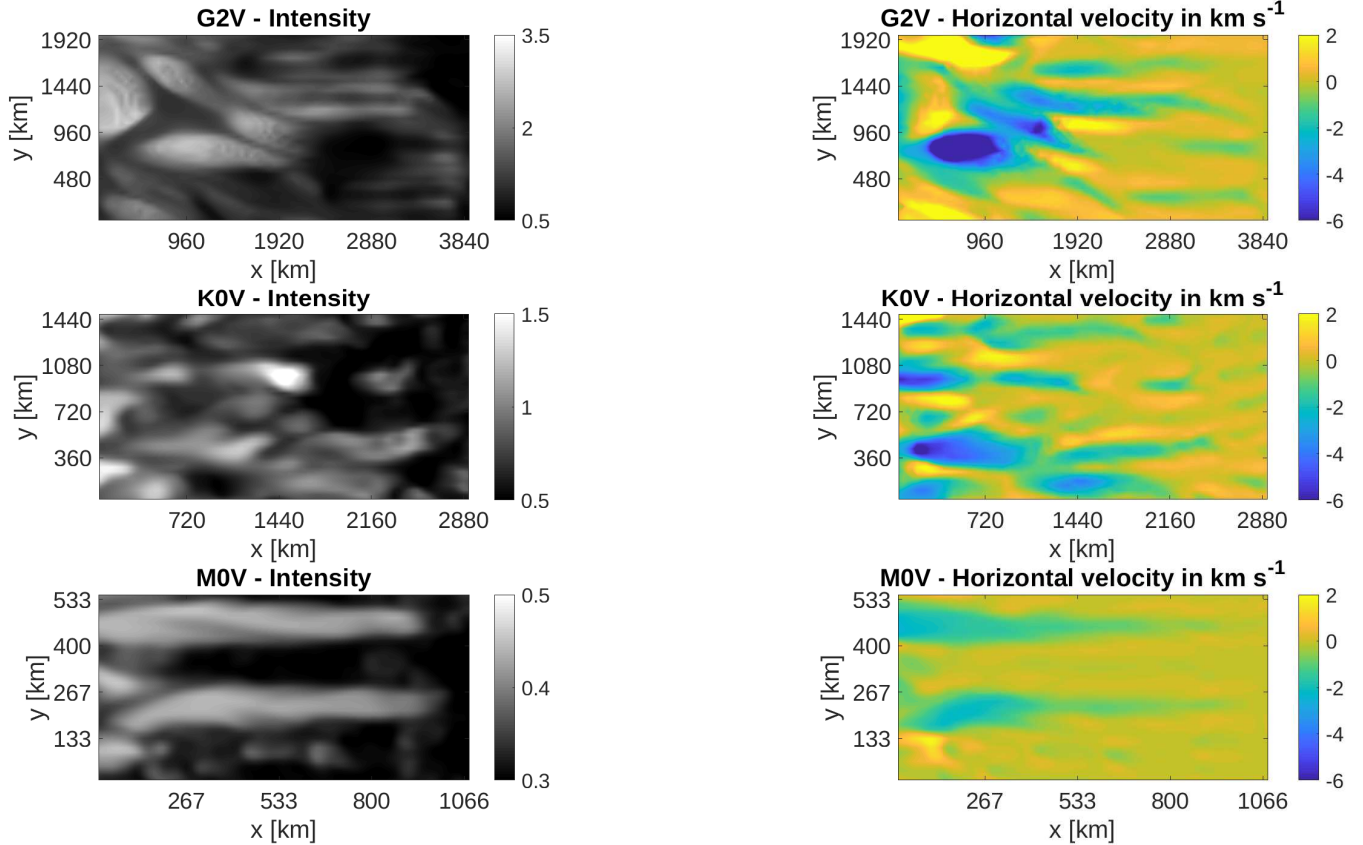 G2V - Intensity
1920
1440
960
480
y [km]
960 1920 2880 3840
x [km]
3.5
2
0.5
G2V - Horizontal velocity in km s-1
1920
1440
960
480
y [km]
960 1920 2880 3840
x [km]
2
0
-2
-4
-6
K0V - Intensity
1440
1080
720
360
y [km]
720 1440 2160 2880
x [km]
1.5
1
0.5
K0V - Horizontal velocity in km s-1
1440
1080
720
360
y [km]
720 1440 2160 2880
x [km]
2
0
-2
-4
-6
M0V - Intensity
533
400
267
133
y [km]
267 533 800 1066
x [km]
0.5
0.4
0.3
M0V - Horizontal velocity in km s-1
533
400
267
133
y [km]
267 533 800 1066
x [km]
2
0
-2
-4
-6